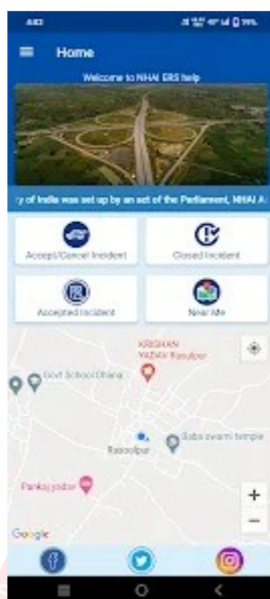 4:03
Home
Welcome to NHAI ERS help
y of India was set up by an act of the Parliament, NHAI A
Accept/Cancel Incident
Closed Incident
Accepted Incident
Near Me
KRISHAN
YADAV Rasulpur
Govt School Dhana
Baba swami temple
Rasoolpur
Pankaj yadav
Google